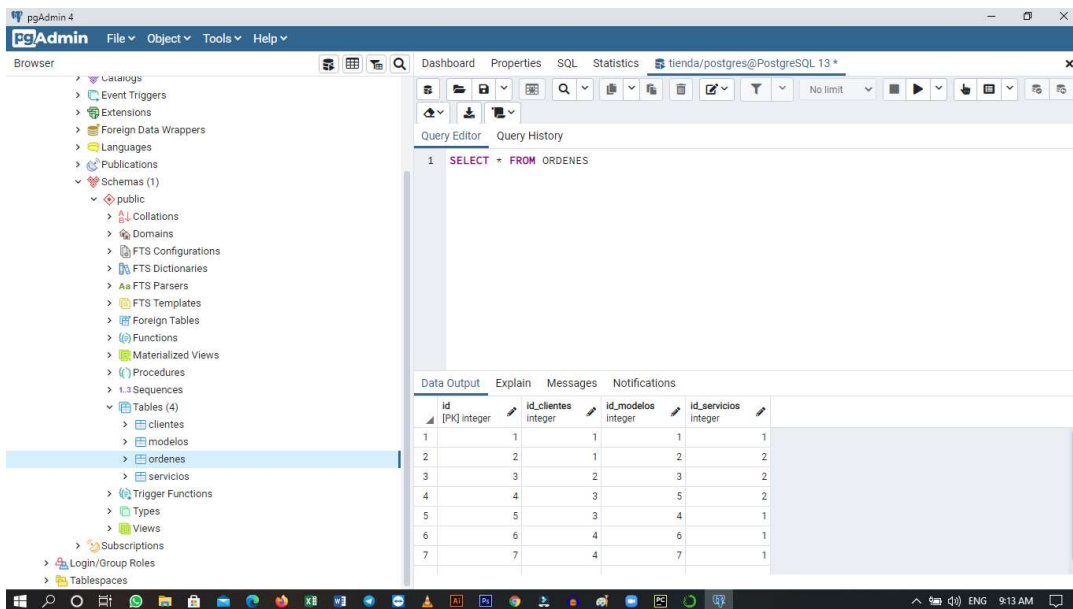 pgAdmin 4
pgAdmin File Object Tools Help
Browser
Dashboard Properties SQL Statistics tienda/postgres@PostgreSQL 13 *
No limit
Query Editor Query History
1 SELECT * FROM ORDENES
Catalogs
Event Triggers
Extensions
Foreign Data Wrappers
Languages
Publications
Schemas (1)
public
Collations
Domains
FTS Configurations
FTS Dictionaries
Aa FTS Parsers
FTS Templates
Foreign Tables
Functions
Materialized Views
Procedures
1..3 Sequences
Tables (4)
clientes
modelos
ordenes
servicios
Trigger Functions
Types
Views
Subscriptions
Login/Group Roles
Tablespaces
Data Output Explain Messages Notifications
id id_clientes id_modelos id_servicios
[PK] integer integer integer integer
1 1 1 1 1
2 2 1 2 2
3 3 2 3 2
4 4 3 5 2
5 5 3 4 1
6 6 4 6 1
7 7 4 7 1
ENG 9:13 AM